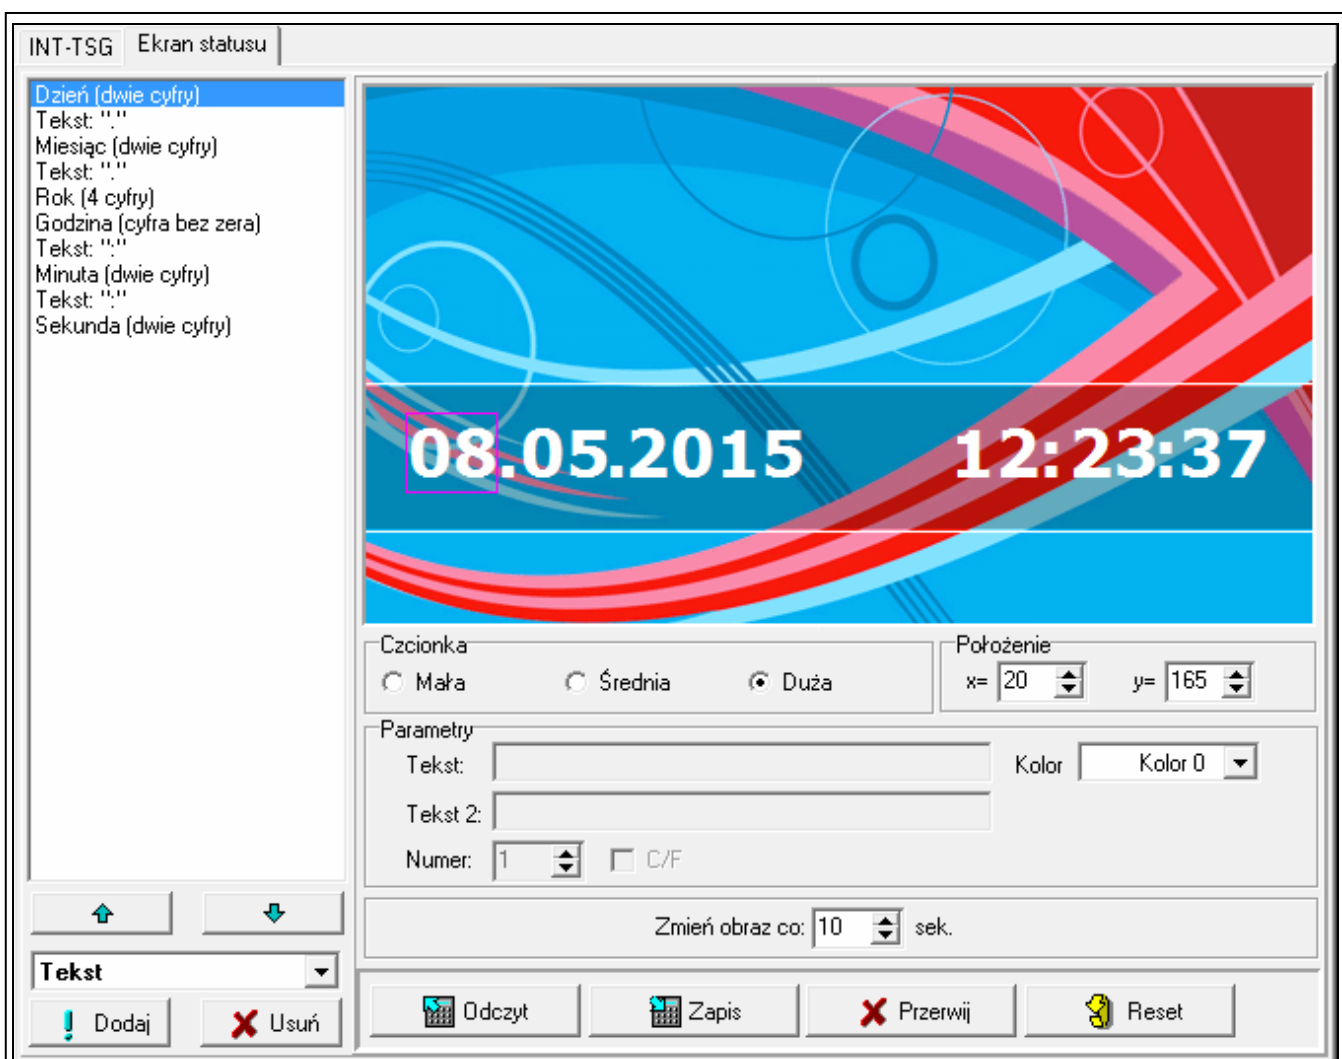 INT-TSG Ekran statusu
Dzień (dwie cyfry)
Tekst: "."
Miesiąc (dwie cyfry)
Tekst: "."
Rok (4 cyfry)
Godzina (cyfra bez zera)
Tekst: ":"
Minuta (dwie cyfry)
Tekst: ":"
Sekunda (dwie cyfry)
08.05.2015 12:23:37
Czcionka
Mała Średnia Duża
Położenie
x= 20 y= 165
Parametry
Tekst: Kolor Kolor 0
Tekst 2:
Numer: 1 C/F
Zmień obraz co: 10 sek.
Tekst
Dodaj Usuń
Odczyt Zapis Przerwij Reset